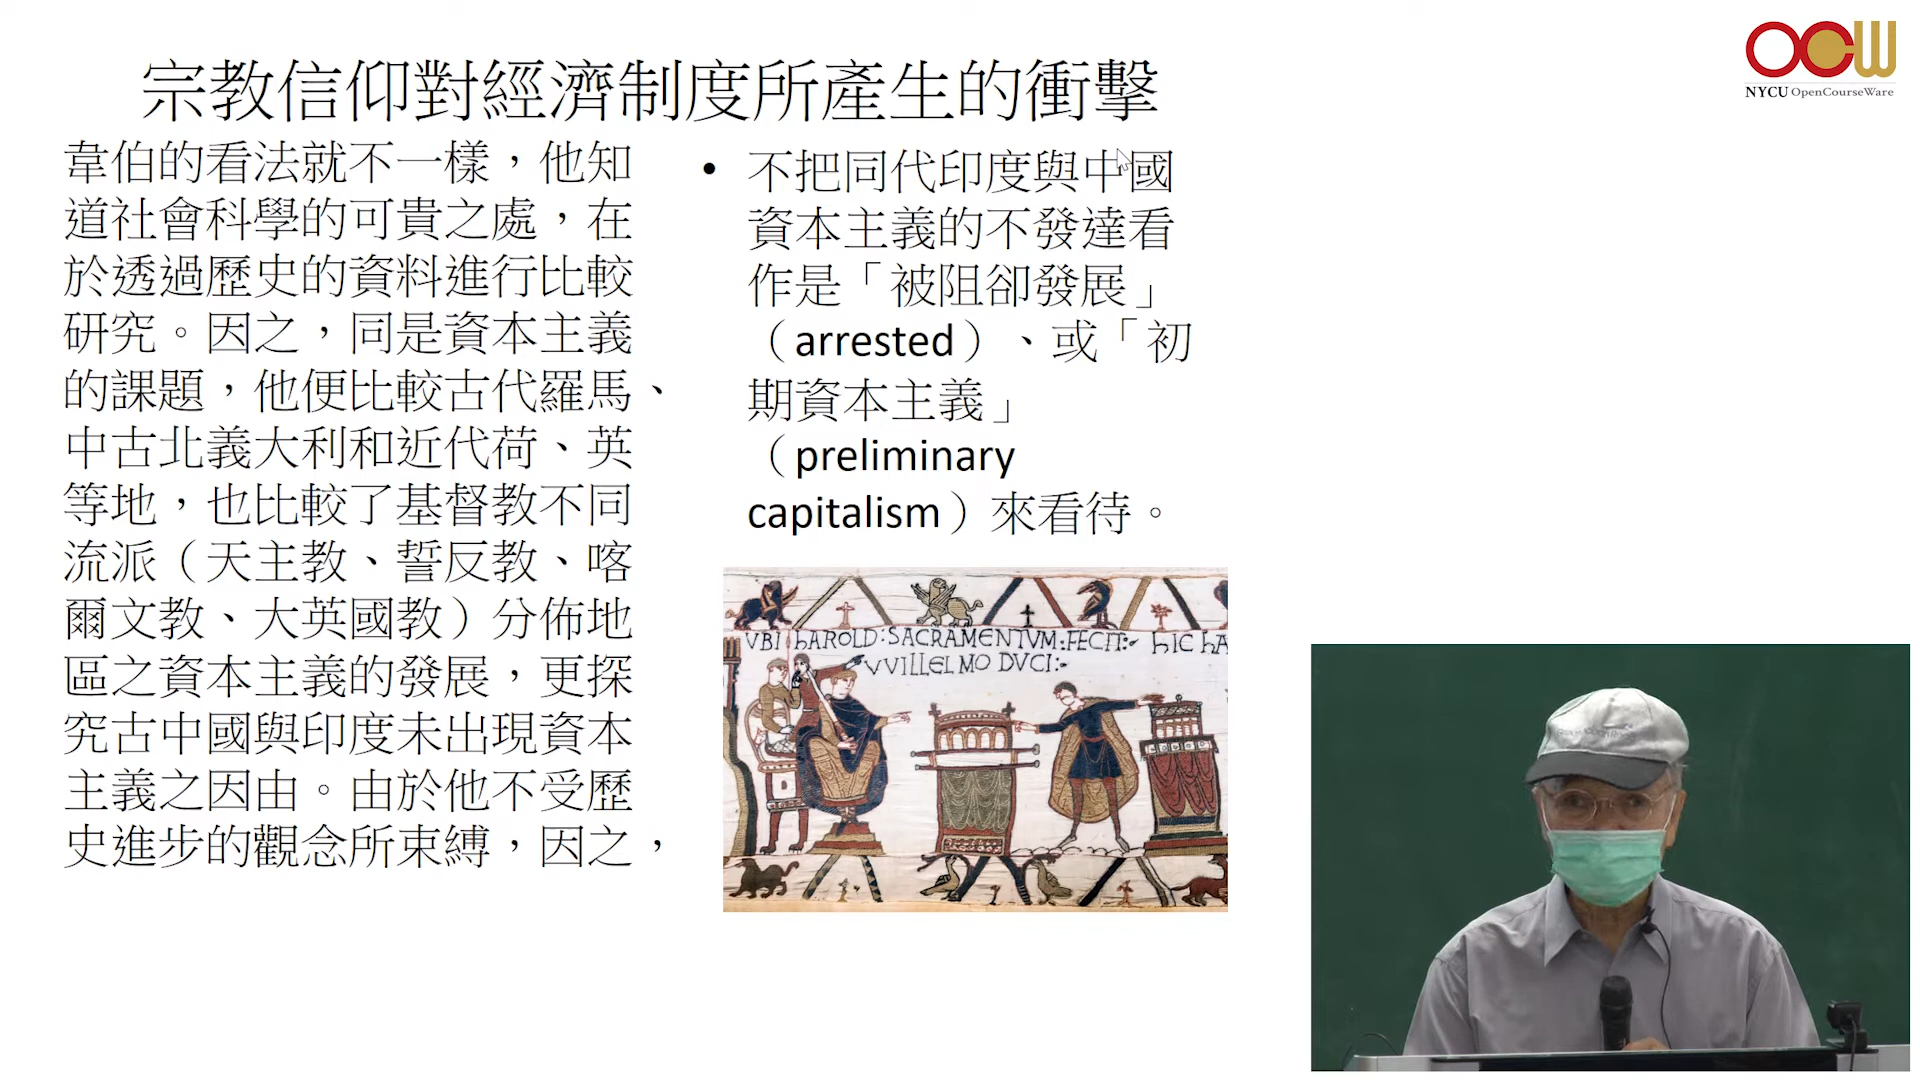 宗教信仰對經濟制度所產生的衝擊
韋伯的看法就不一樣，他知
道社會科學的可貴之處，在
於透過歷史的資料進行比較
研究。因之，同是資本主義
的課題，他便比較古代羅馬、
中古北義大利和近代荷、英
等地，也比較了基督教不同
流派（天主教、誓反教、喀
爾文教、大英國教）分佈地
區之資本主義的發展，更探
究古中國與印度未出現資本
主義之因由。由於他不受歷
史進步的觀念所束縛，因之，
• 不把同代印度與中國
資本主義的不發達看
作是「被阻卻發展」
（arrested）、或「初
期資本主義」
（preliminary
capitalism）來看待。
VBI hAROLD:SACRAMENTVM:FECIT:- hIC hA
VVILLELMO DVCI:-
OCW
NYCU OpenCourseWare